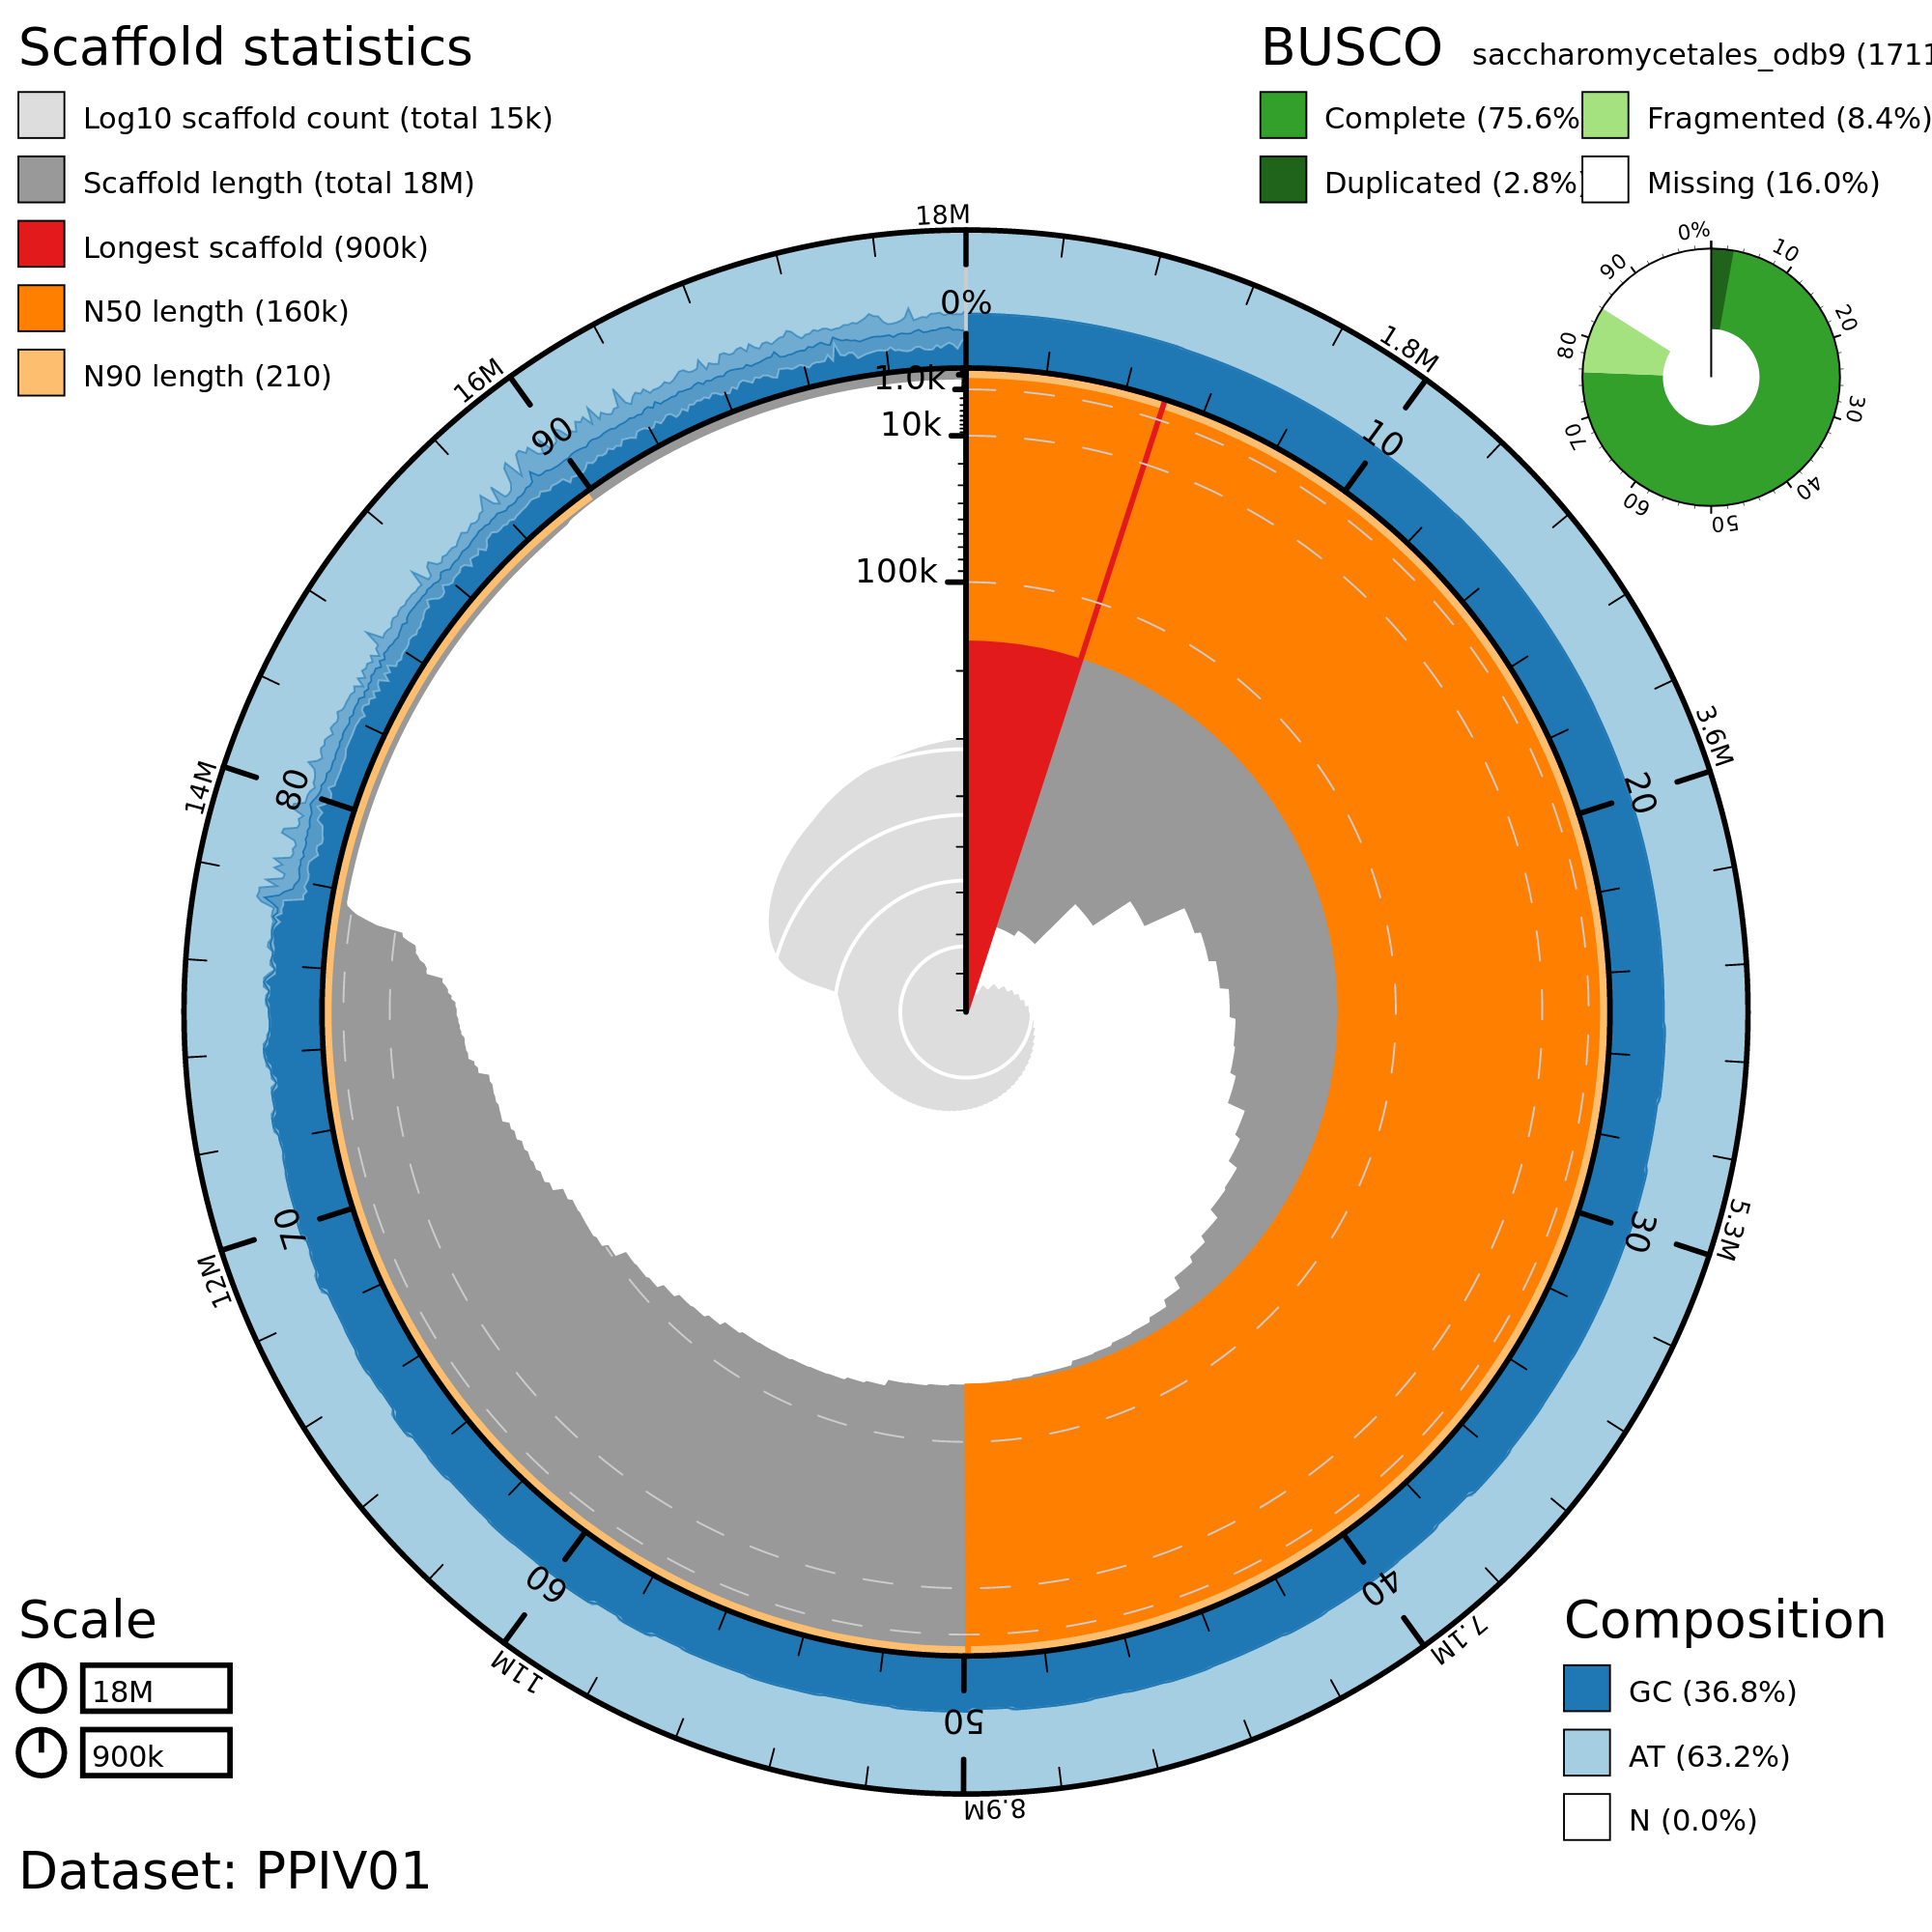 Scaffold statistics
Log10 scaffold count (total 15k)
Scaffold length (total 18M)
Longest scaffold (900k)
N50 length (160k)
N90 length (210)
BUSCO saccharomycetales_odb9 (1711
Complete (75.6%
Fragmented (8.4%)
Duplicated (2.8%)
Missing (16.0%)
0%
10
20
30
40
50
60
70
80
90
18M
1.8M
3.6M
5.3M
7.1M
8.9M
11M
12M
14M
16M
0%
10
20
30
40
50
60
70
80
90
1.0k
10k
100k
Scale
18M
900k
Composition
GC (36.8%)
AT (63.2%)
N (0.0%)
Dataset: PPIV01